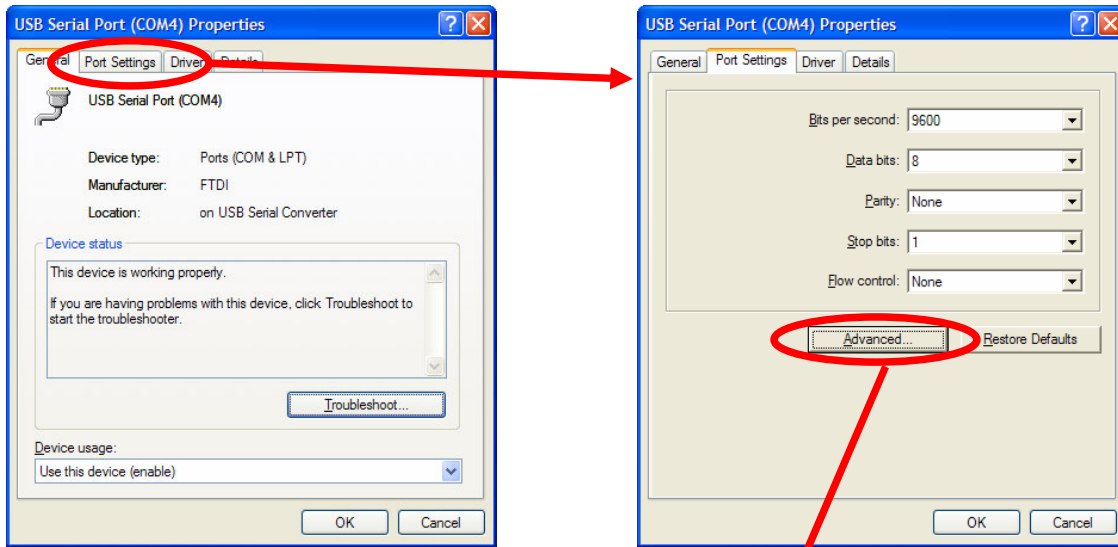 USB Serial Port (COM4) Properties
General Port Settings Driver Details
USB Serial Port (COM4)
Device type: Ports (COM & LPT)
Manufacturer: FTDI
Location: on USB Serial Converter
Device status
This device is working properly.
If you are having problems with this device, click Troubleshoot to
start the troubleshooter.
Troubleshoot...
Device usage:
Use this device (enable)
OK Cancel
USB Serial Port (COM4) Properties
General Port Settings Driver Details
Bits per second: 9600
Data bits: 8
Parity: None
Stop bits: 1
Flow control: None
Advanced... Restore Defaults
OK Cancel